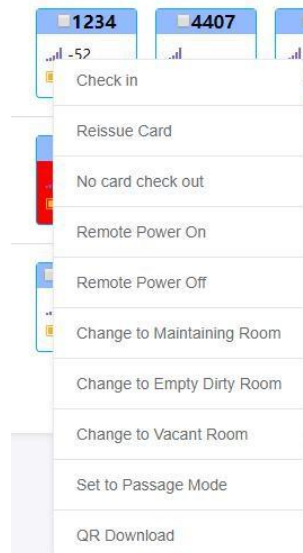 1234
4407
-52
Check in
Reissue Card
No card check out
Remote Power On
Remote Power Off
Change to Maintaining Room
Change to Empty Dirty Room
Change to Vacant Room
Set to Passage Mode
QR Download